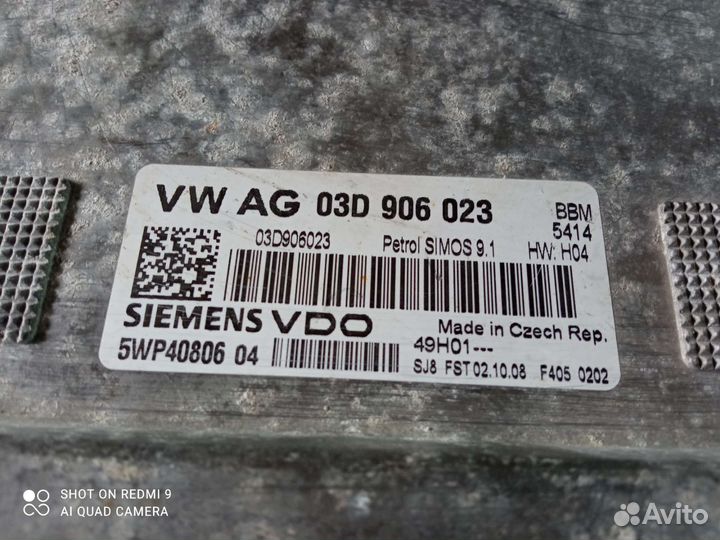 VW AG 03D 906 023
BBM
5414
03D906023 Petrol SIMOS 9.1 HW: H04
SIEMENS VDO
Made in Czech Rep.
5WP40806 04
49H01---
SJ8 FST 02.10.08 F405 0202
SHOT ON REDMI 9
AI QUAD CAMERA
Avito